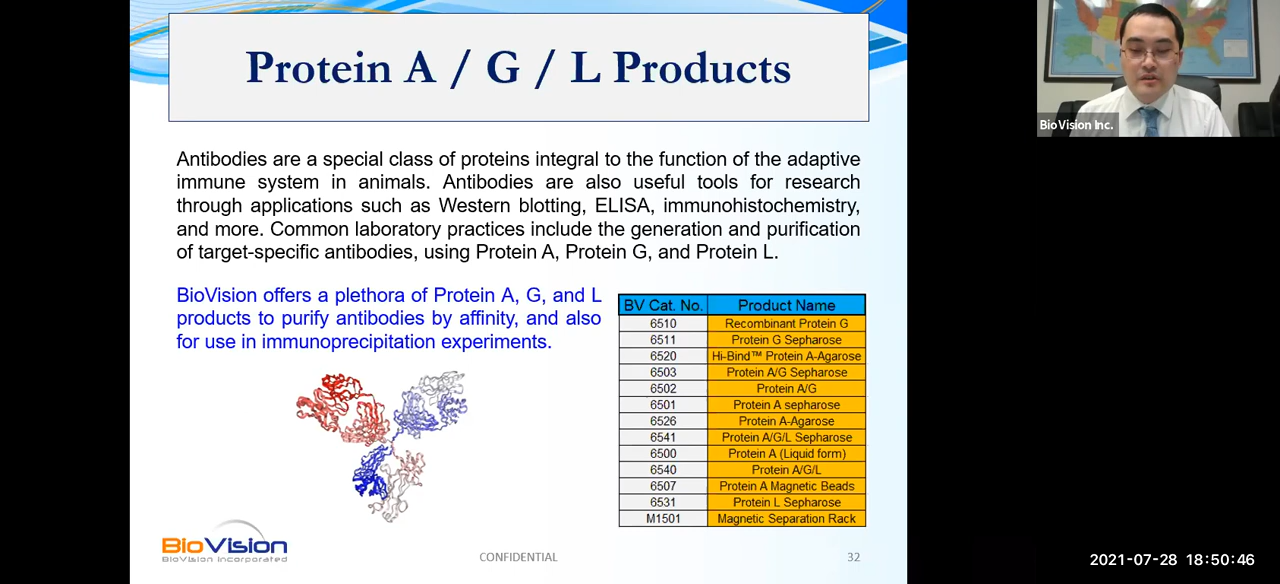 Protein A / G / L Products
Antibodies are a special class of proteins integral to the function of the adaptive
immune system in animals. Antibodies are also useful tools for research
through applications such as Western blotting, ELISA, immunohistochemistry,
and more. Common laboratory practices include the generation and purification
of target-specific antibodies, using Protein A, Protein G, and Protein L.
BioVision offers a plethora of Protein A, G, and L
products to purify antibodies by affinity, and also
for use in immunoprecipitation experiments.
BV Cat. No. Product Name
6510 Recombinant Protein G
6511 Protein G Sepharose
6520 Hi-Bind™ Protein A-Agarose
6503 Protein A/G Sepharose
6502 Protein A/G
6501 Protein A sepharose
6526 Protein A-Agarose
6541 Protein A/G/L Sepharose
6500 Protein A (Liquid form)
6540 Protein A/G/L
6507 Protein A Magnetic Beads
6531 Protein L Sepharose
M1501 Magnetic Separation Rack
BioVision
BioVision Incorporated
CONFIDENTIAL
32
BioVision Inc.
2021-07-28 18:50:46